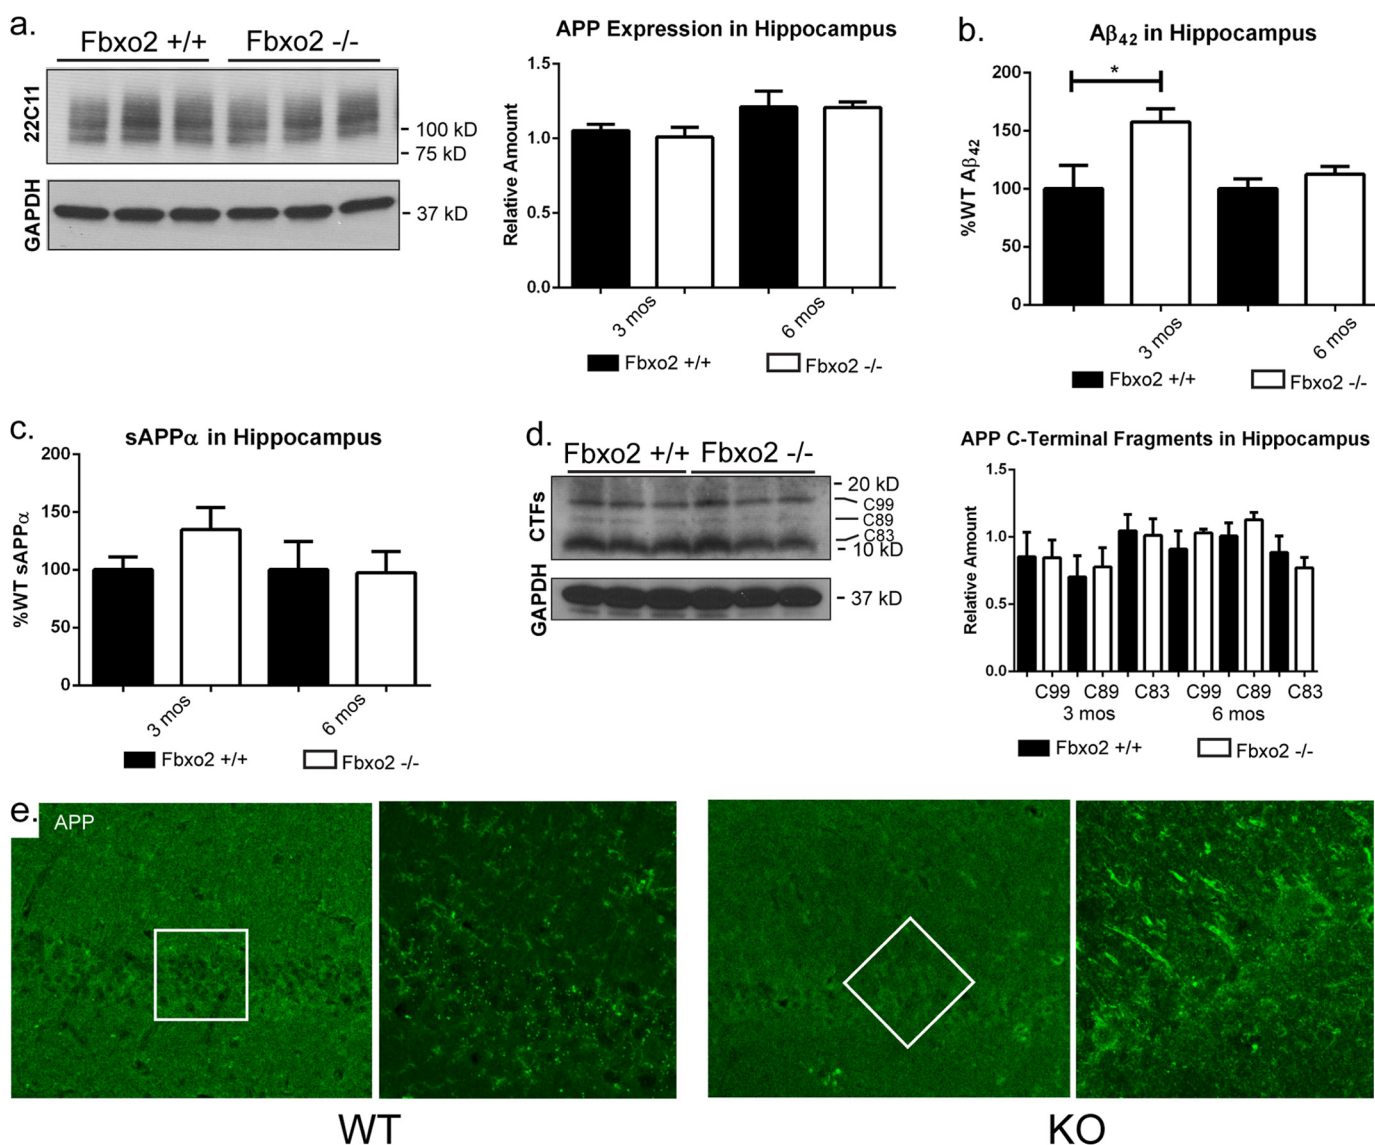 a.
Fbxo2 +/+ Fbxo2 -/-
22C11
- 100 kD
- 75 kD
GAPDH
- 37 kD
APP Expression in Hippocampus
Relative Amount
1.5
1.0
0.5
0.0
3 mos 6 mos
Fbxo2 +/+ Fbxo2 -/-
b.
Aβ42 in Hippocampus
%WT Aβ42
200
150
100
50
0
*
3 mos 6 mos
Fbxo2 +/+ Fbxo2 -/-
c.
sAPPα in Hippocampus
%WT sAPPα
200
150
100
50
0
3 mos 6 mos
Fbxo2 +/+ Fbxo2 -/-
d.
Fbxo2 +/+ Fbxo2 -/-
CTFs
- 20 kD
C99
C89
C83
- 10 kD
GAPDH
- 37 kD
APP C-Terminal Fragments in Hippocampus
Relative Amount
1.5
1.0
0.5
0.0
C99 C89 C83 C99 C89 C83
3 mos 6 mos
Fbxo2 +/+ Fbxo2 -/-
e.
APP
WT KO